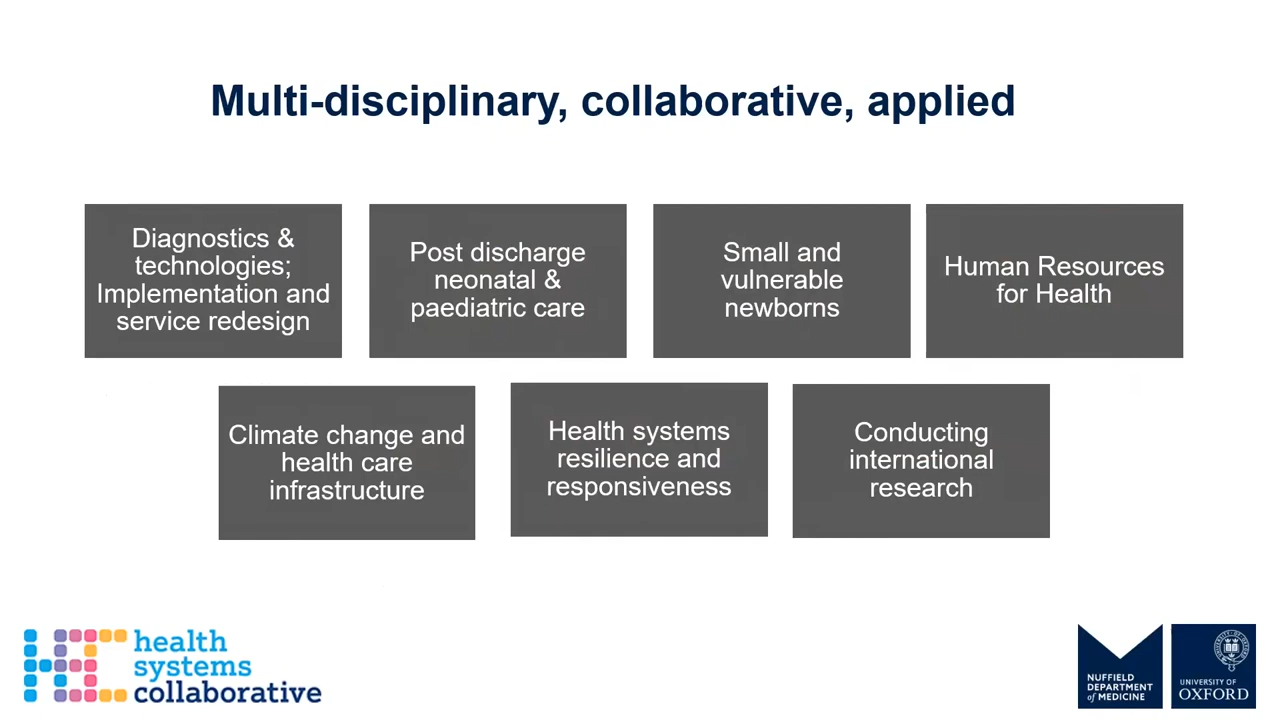 Multi-disciplinary, collaborative, applied
Diagnostics &
technologies;
Implementation and
service redesign
Post discharge
neonatal &
paediatric care
Small and
vulnerable
newborns
Human Resources
for Health
Climate change and
health care
infrastructure
Health systems
resilience and
responsiveness
Conducting
international
research
health
systems
collaborative
NUFFIELD
DEPARTMENT
of MEDICINE
UNIVERSITY OF
OXFORD